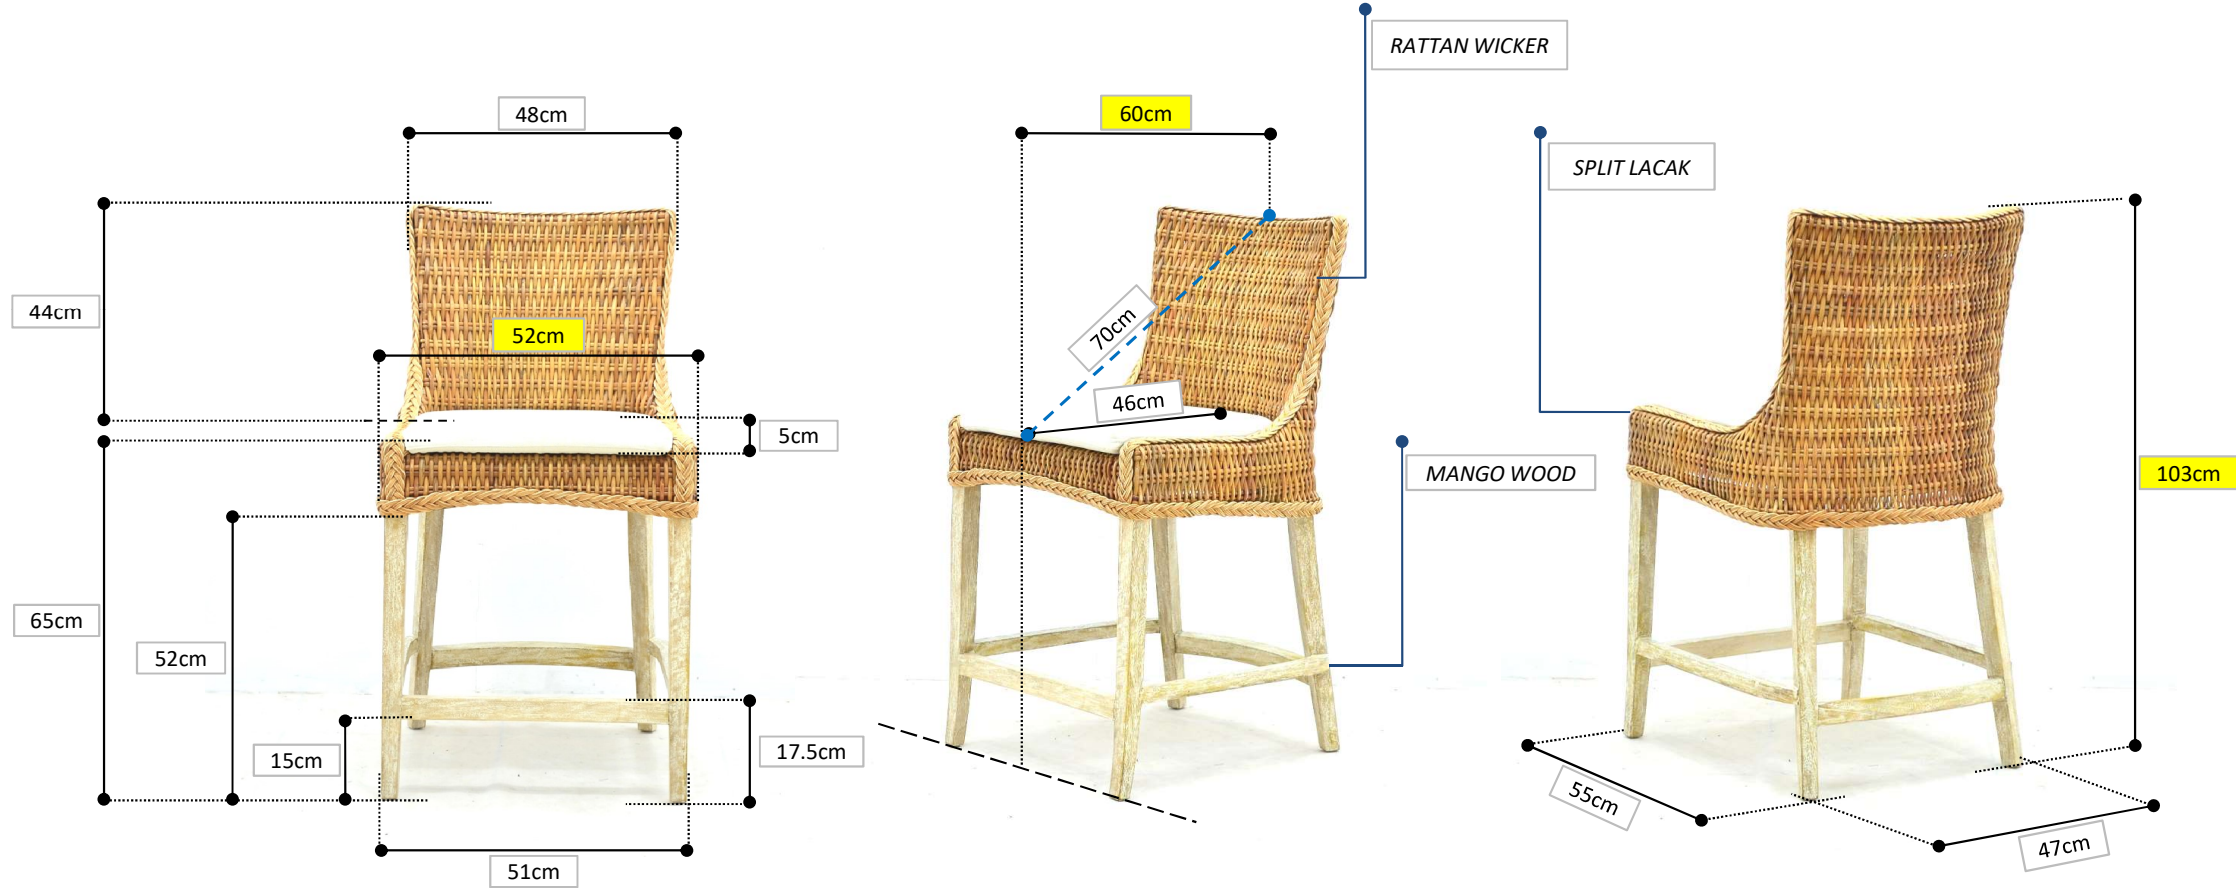 RATTAN WICKER
48cm
60cm
SPLIT LACAK
44cm
52cm
70cm
46cm
5cm
MANGO WOOD
103cm
65cm
52cm
15cm
17.5cm
55cm
47cm
51cm